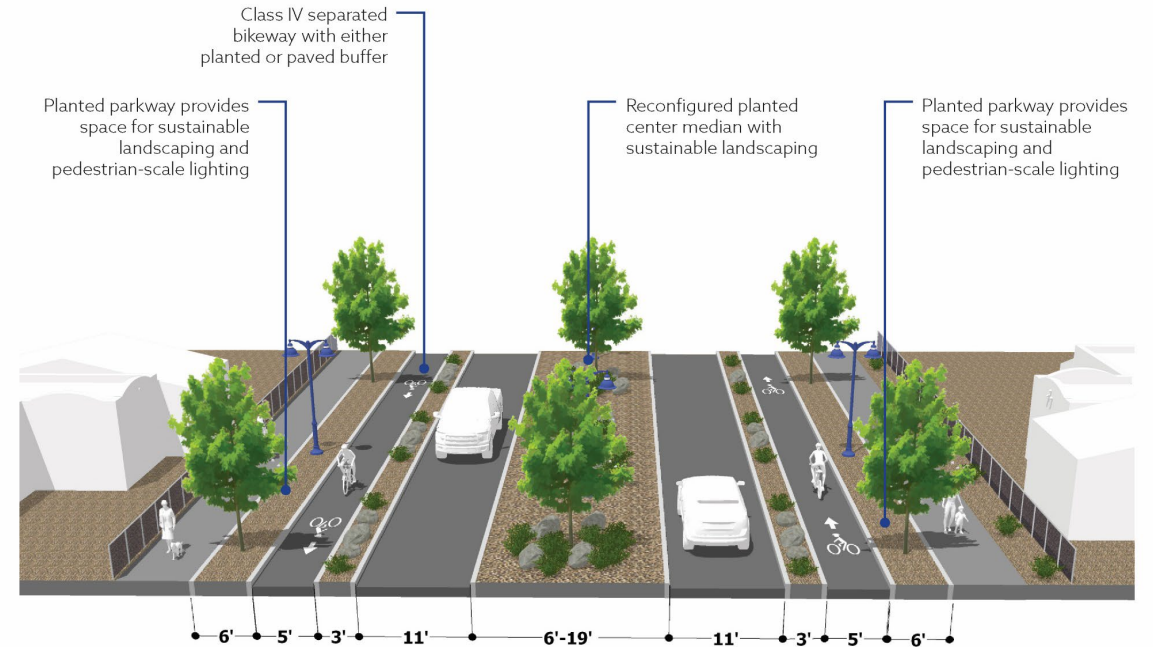 Class IV separated
bikeway with either
planted or paved buffer
Planted parkway provides
space for sustainable
landscaping and
pedestrian-scale lighting
Reconfigured planted
center median with
sustainable landscaping
Planted parkway provides
space for sustainable
landscaping and
pedestrian-scale lighting
6' 5' 3' 11' 6'-19' 11' 3' 5' 6'